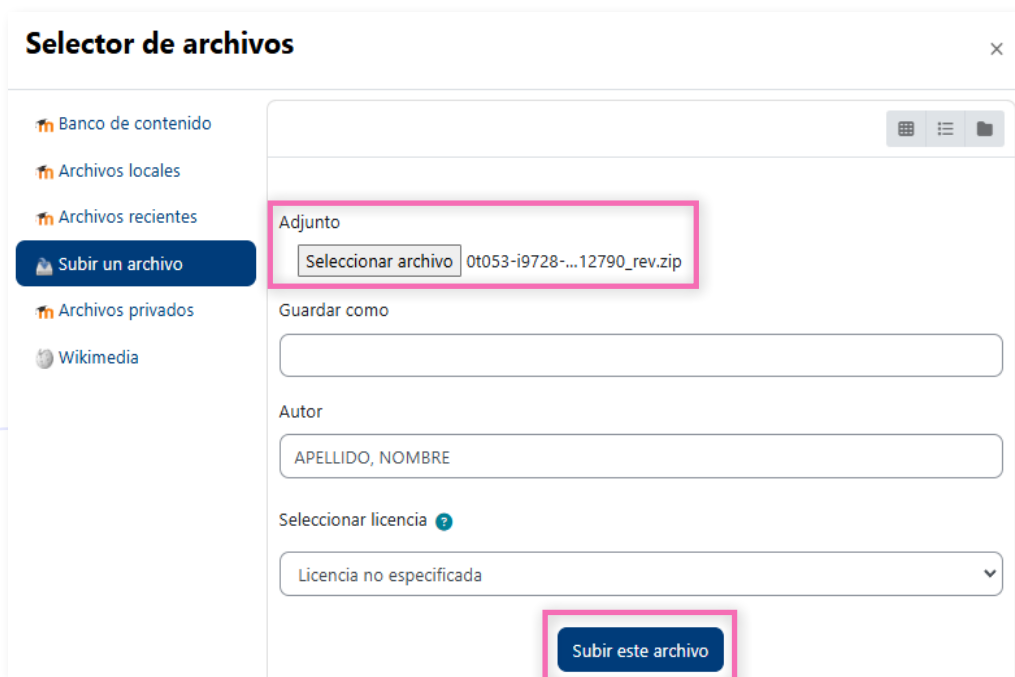 Selector de archivos
×
Banco de contenido
Archivos locales
Archivos recientes
Subir un archivo
Archivos privados
Wikimedia
Adjunto
Seleccionar archivo 0t053-i9728-...12790_rev.zip
Guardar como
Autor
APELLIDO, NOMBRE
Seleccionar licencia ?
Licencia no especificada
Subir este archivo